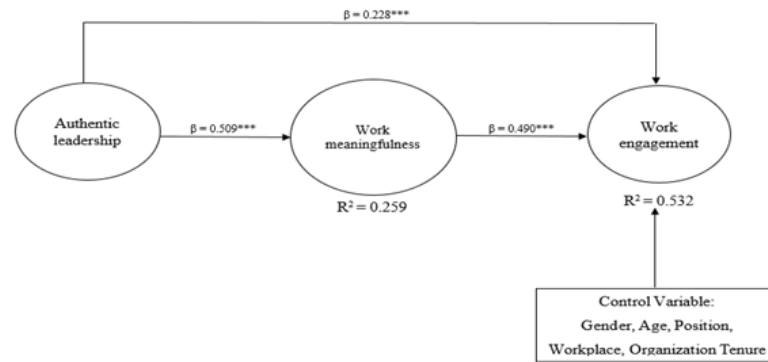 β = 0.228***
Authentic
leadership
β = 0.509***
Work
meaningfulness
β = 0.490***
Work
engagement
R² = 0.259
R² = 0.532
Control Variable:
Gender, Age, Position,
Workplace, Organization Tenure